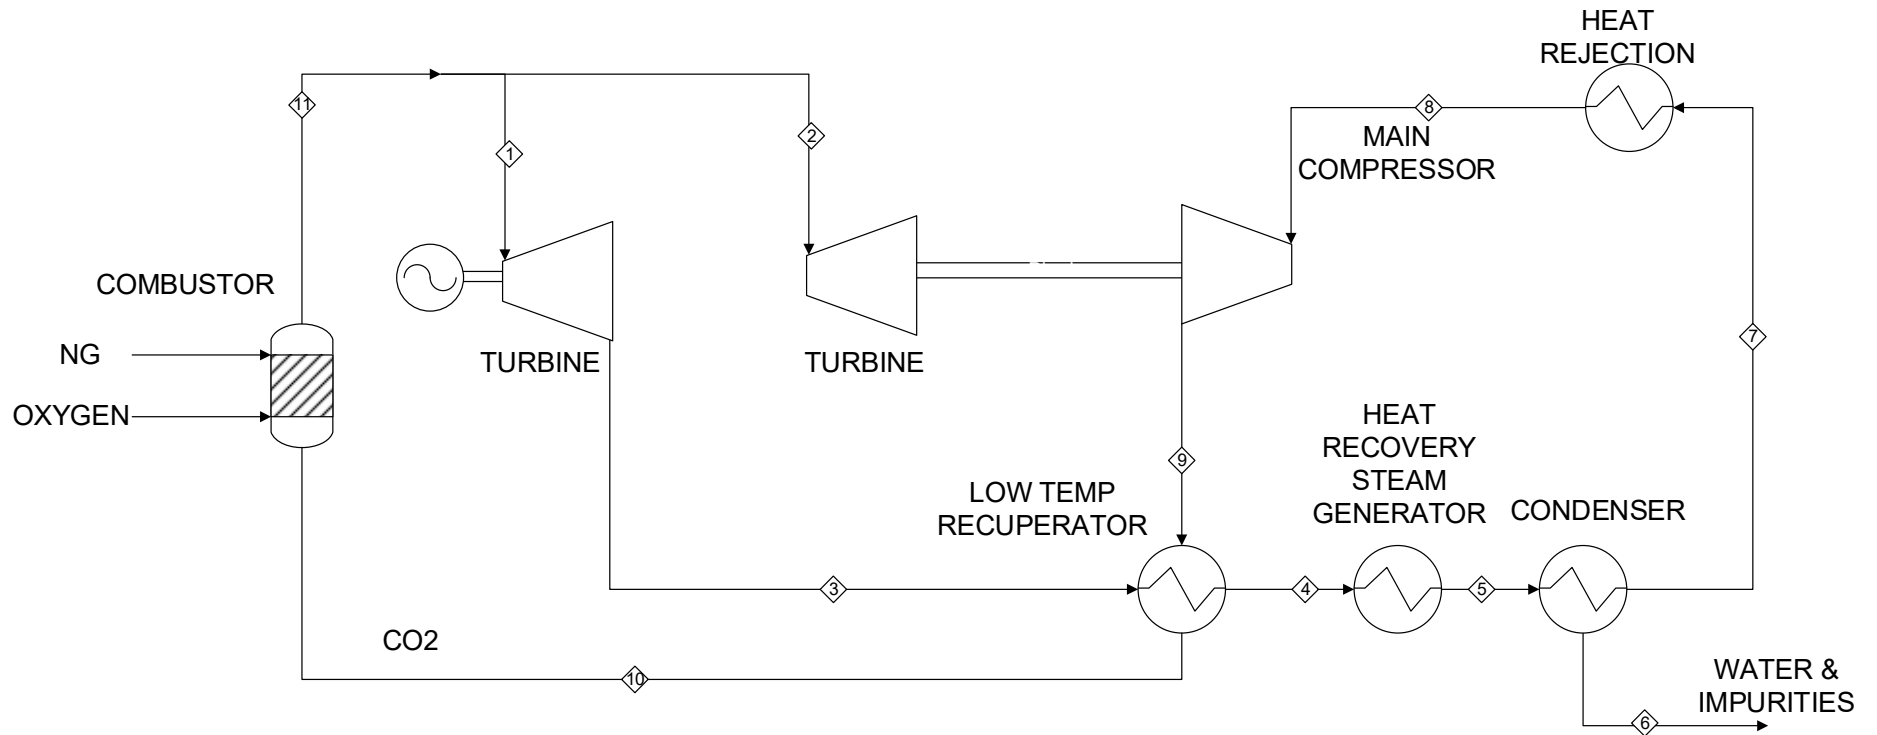 HEAT
REJECTION
11
8
2
MAIN
COMPRESSOR
1
COMBUSTOR
7
NG
TURBINE
TURBINE
OXYGEN
HEAT
RECOVERY
STEAM
GENERATOR
9
LOW TEMP
RECUPERATOR
CONDENSER
3
4
5
CO2
10
WATER &
IMPURITIES
6